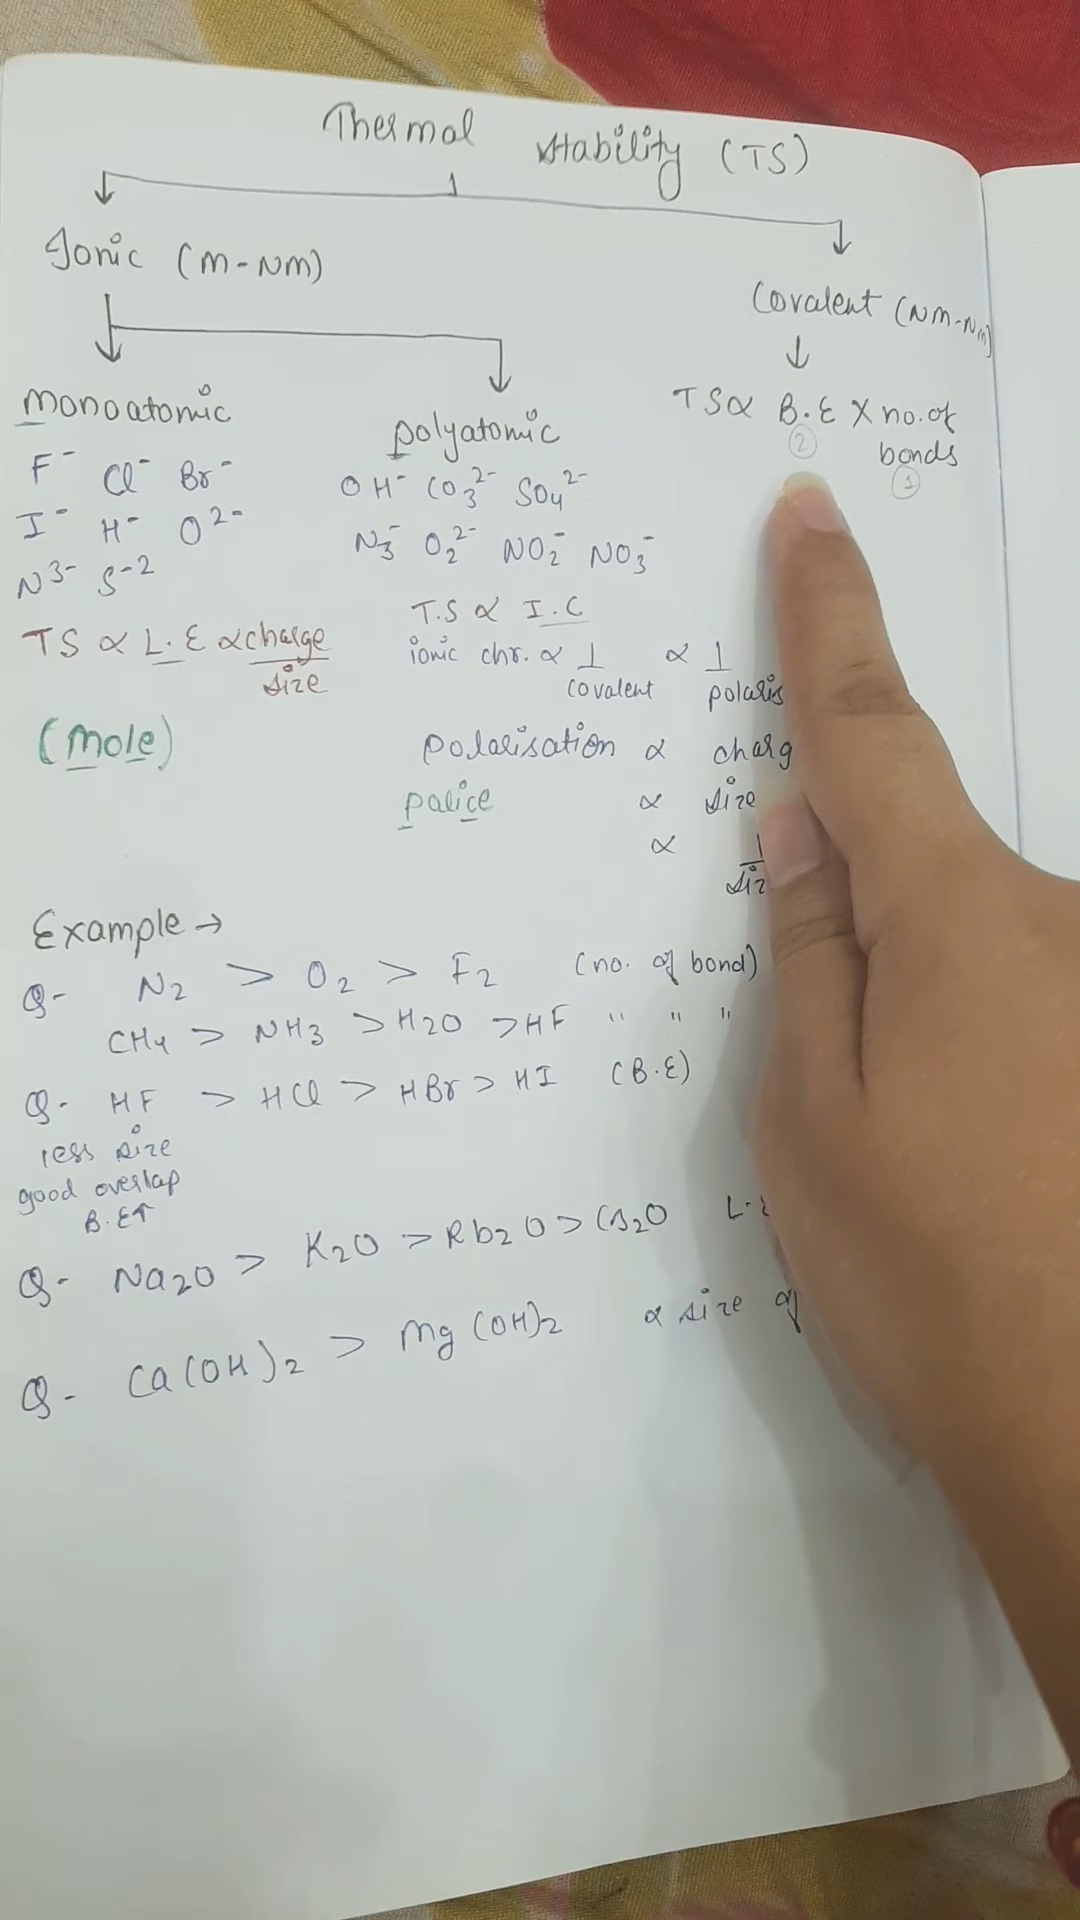 Thermal Stability (TS)
Ionic (M-NM)
Covalent (NM-NM)
Monoatomic
F⁻ Cl⁻ Br⁻
I⁻ H⁻ O²⁻
N³⁻ S⁻²
TS ∝ L.E ∝ charge/size
(Mole)
Polyatomic
OH⁻ CO₃²⁻ SO₄²⁻
N₃⁻ O₂²⁻ NO₂⁻ NO₃⁻
T.S ∝ I.C
ionic chr. ∝ 1/covalent ∝ 1/polaris
Polarisation ∝ charg
∝ size
∝ 1/siz
Palice
TS ∝ B.E × no. of
② bonds
①
Example →
Q- N₂ > O₂ > F₂ (no. of bond)
CH₄ > NH₃ > H₂O > HF " " "
Q- HF > HCl > HBr > HI (B.E)
less size
good overlap
B.E↑
Q- Na₂O > K₂O > Rb₂O > Cs₂O L.
Q- Ca(OH)₂ > Mg(OH)₂ ∝ size of